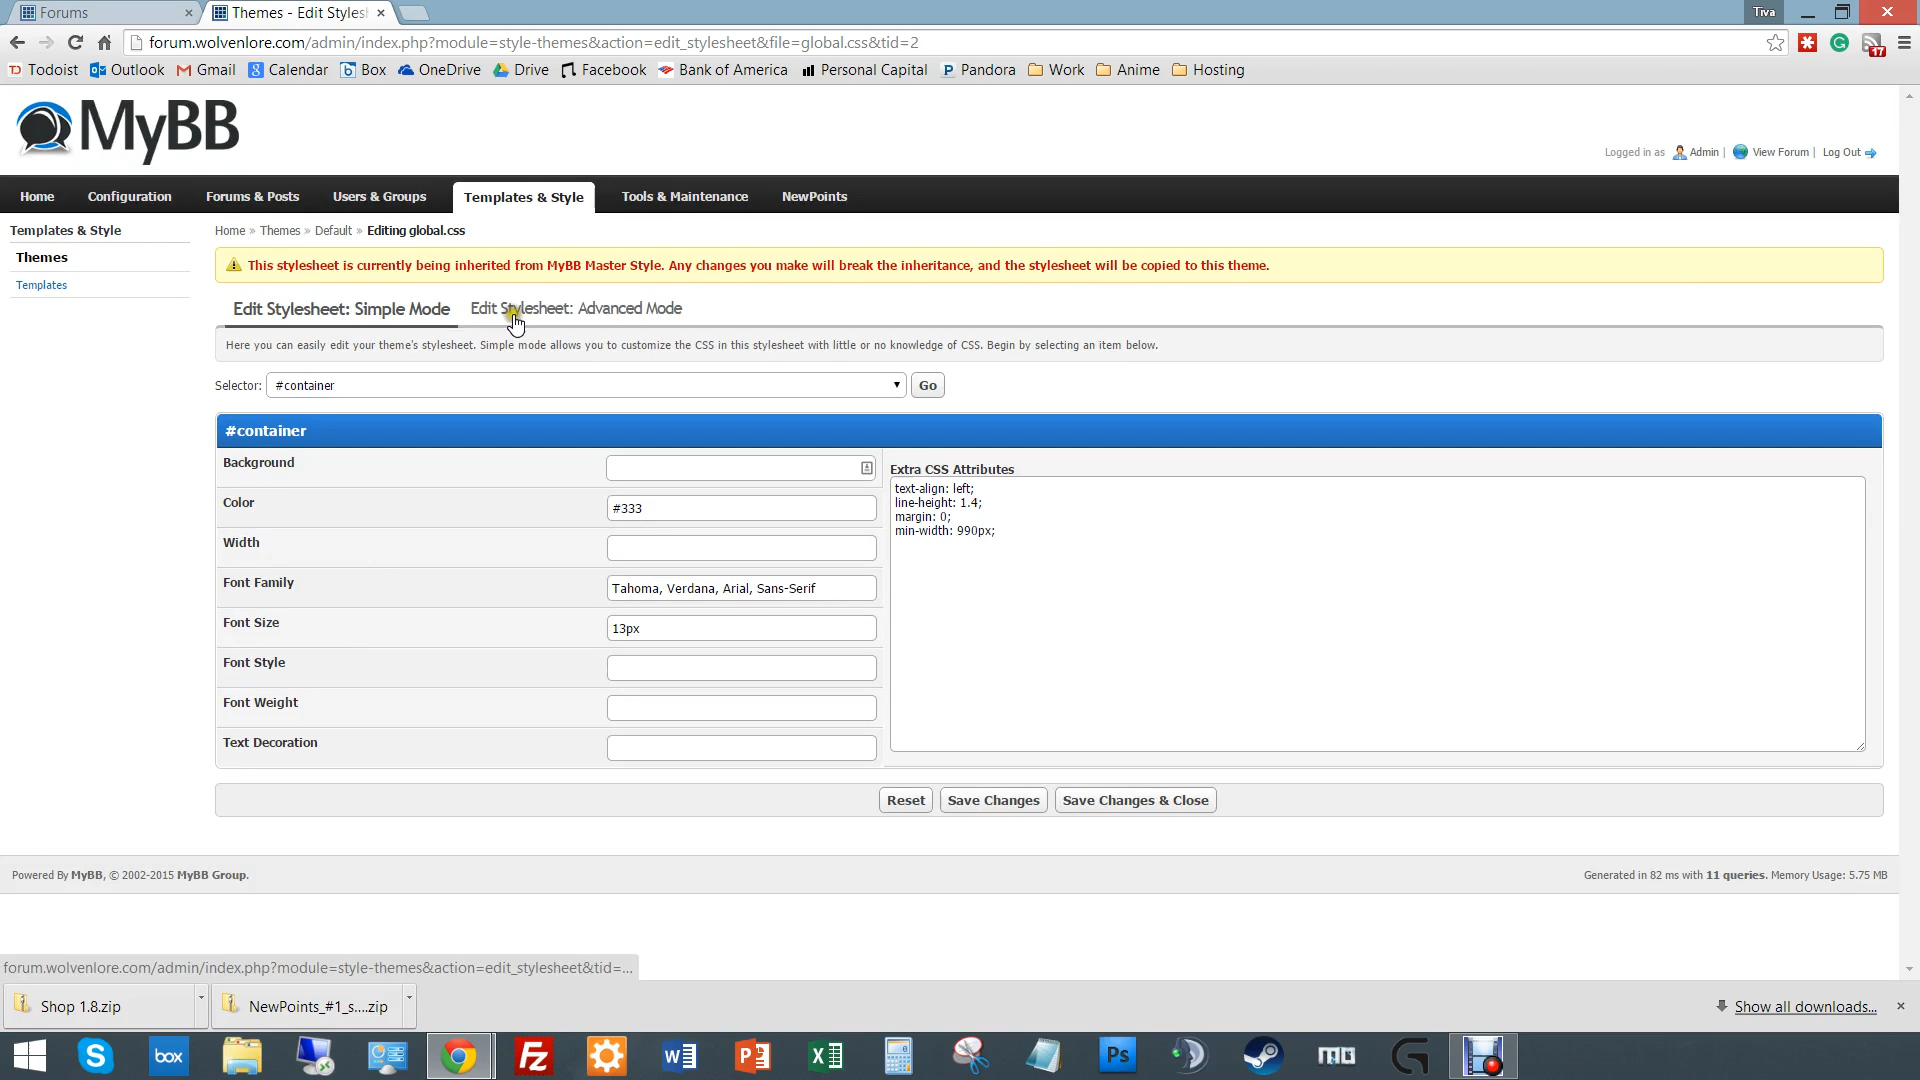 Forums
Themes - Edit Styles
Tiva
forum.wolvenlore.com/admin/index.php?module=style-themes&action=edit_stylesheet&file=global.css&tid=2
17
Todoist Outlook Gmail Calendar Box OneDrive Drive Facebook Bank of America Personal Capital Pandora Work Anime Hosting
MyBB
Logged in as Admin | View Forum | Log Out
Home Configuration Forums & Posts Users & Groups Templates & Style Tools & Maintenance NewPoints
Templates & Style
Themes
Templates
Home » Themes » Default » Editing global.css
This stylesheet is currently being inherited from MyBB Master Style. Any changes you make will break the inheritance, and the stylesheet will be copied to this theme.
Edit Stylesheet: Simple Mode Edit Stylesheet: Advanced Mode
Here you can easily edit your theme's stylesheet. Simple mode allows you to customize the CSS in this stylesheet with little or no knowledge of CSS. Begin by selecting an item below.
Selector: #container Go
#container
Background
Color #333
Width
Font Family Tahoma, Verdana, Arial, Sans-Serif
Font Size 13px
Font Style
Font Weight
Text Decoration
Extra CSS Attributes
text-align: left;
line-height: 1.4;
margin: 0;
min-width: 990px;
Reset Save Changes Save Changes & Close
Powered By MyBB, © 2002-2015 MyBB Group.
Generated in 82 ms with 11 queries. Memory Usage: 5.75 MB
forum.wolvenlore.com/admin/index.php?module=style-themes&action=edit_stylesheet&tid=...
Shop 1.8.zip
NewPoints_#1_s....zip
Show all downloads...
box
Fz
Ps